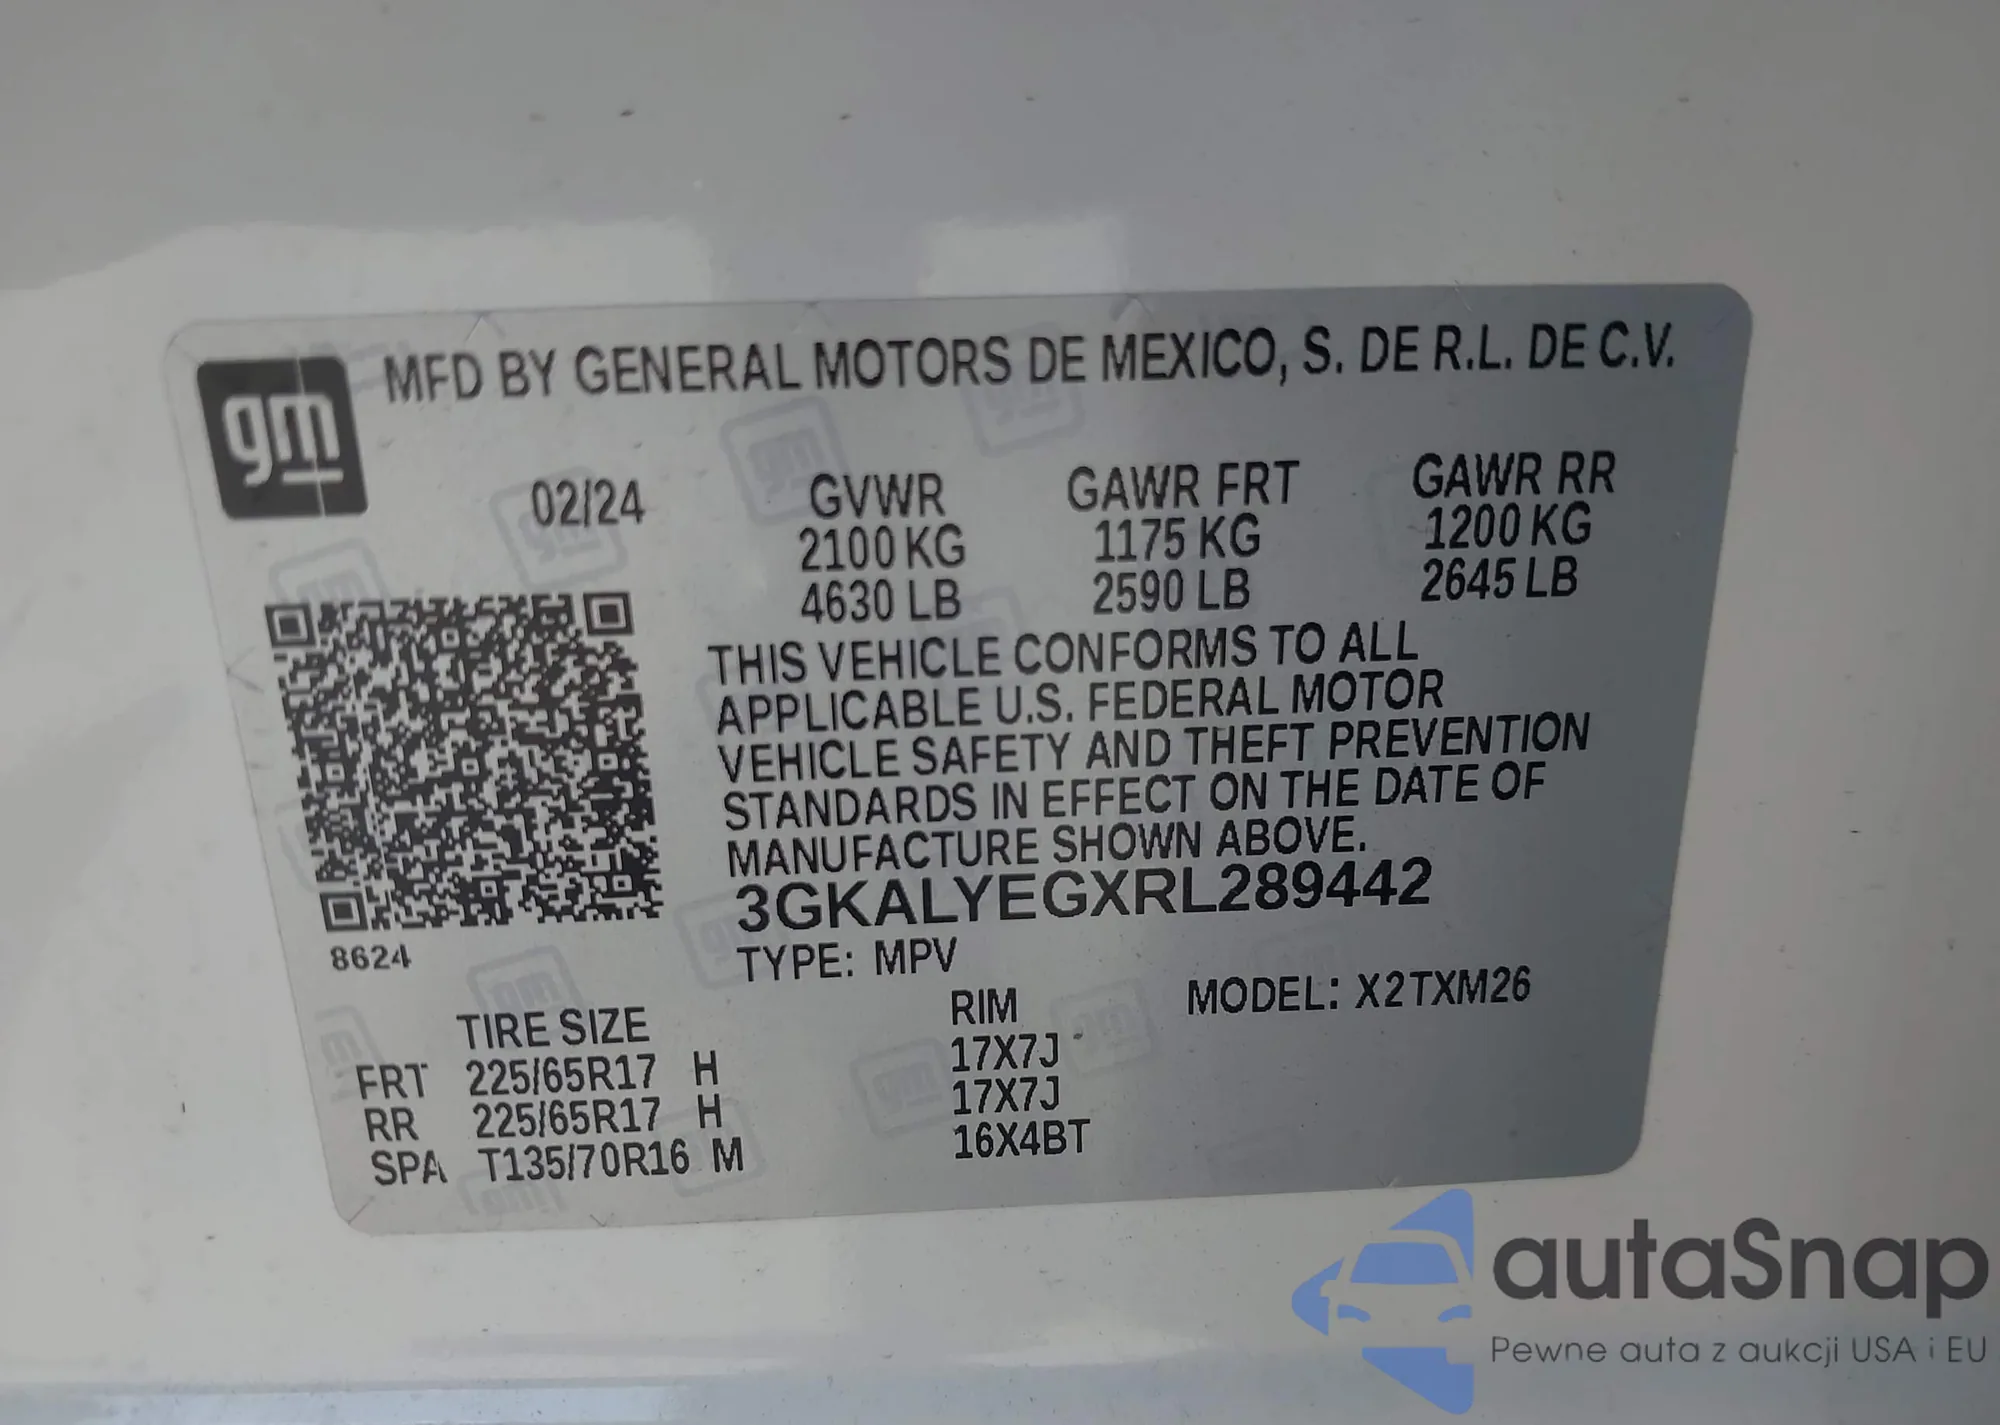 gm
MFD BY GENERAL MOTORS DE MEXICO, S. DE R.L. DE C.V.
02/24 GVWR GAWR FRT GAWR RR
2100 KG 1175 KG 1200 KG
4630 LB 2590 LB 2645 LB
THIS VEHICLE CONFORMS TO ALL
APPLICABLE U.S. FEDERAL MOTOR
VEHICLE SAFETY AND THEFT PREVENTION
STANDARDS IN EFFECT ON THE DATE OF
MANUFACTURE SHOWN ABOVE.
3GKALYEGXRL289442
8624
TYPE: MPV MODEL: X2TXM26
TIRE SIZE RIM
FRT 225/65R17 H 17X7J
RR 225/65R17 H 17X7J
SPA T135/70R16 M 16X4BT
autaSnap
Pewne auta z aukcji USA i EU